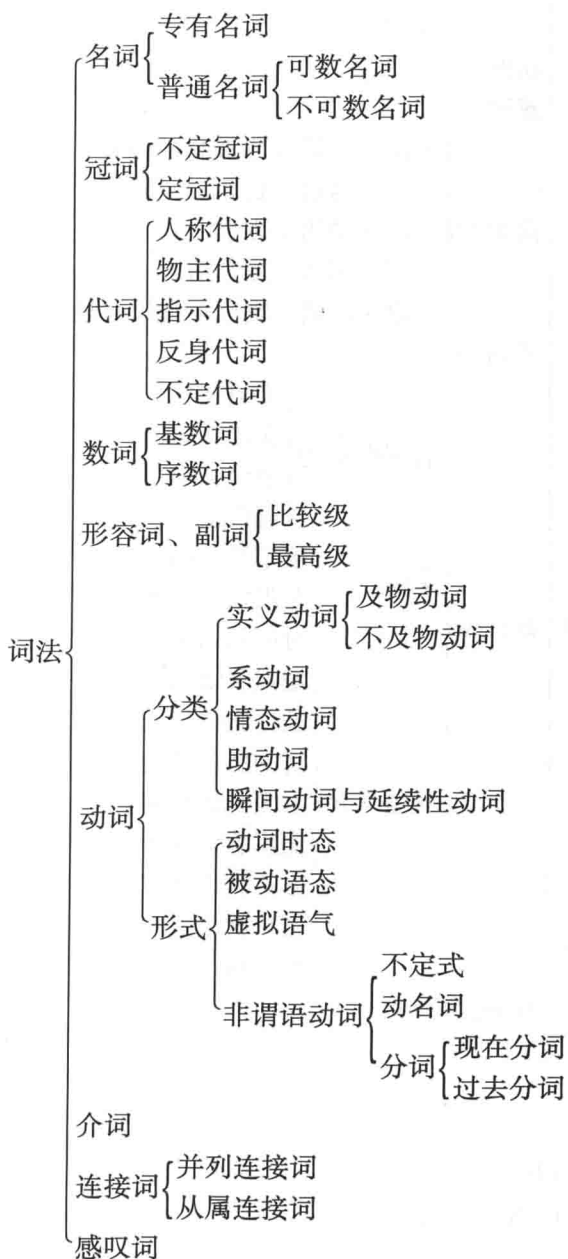 专有名词
名词
普通名词
可数名词
不可数名词
冠词
不定冠词
定冠词
人称代词
物主代词
代词
指示代词
反身代词
不定代词
数词
基数词
序数词
形容词、副词
比较级
最高级
词法
动词
分类
实义动词
及物动词
不及物动词
系动词
情态动词
助动词
瞬间动词与延续性动词
形式
动词时态
被动语态
虚拟语气
非谓语动词
不定式
动名词
分词
现在分词
过去分词
介词
连接词
并列连接词
从属连接词
感叹词